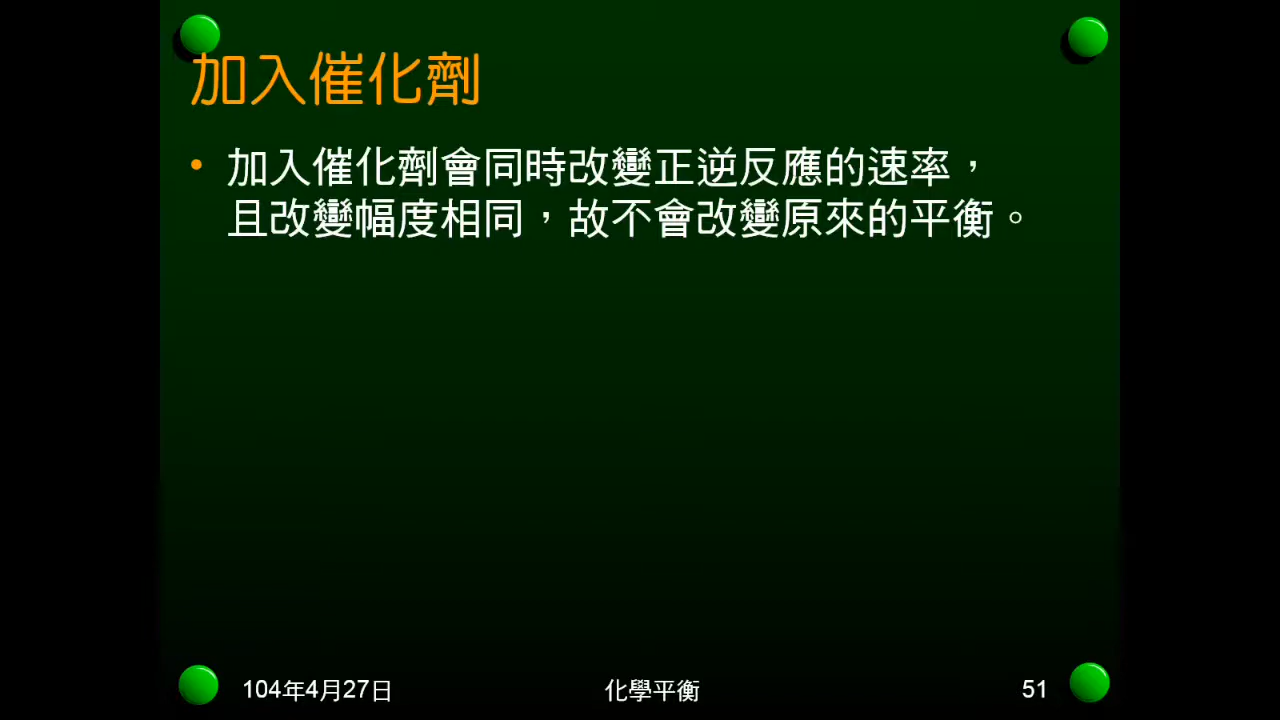 加入催化劑
• 加入催化劑會同時改變正逆反應的速率，
且改變幅度相同，故不會改變原來的平衡。
104年4月27日 化學平衡 51